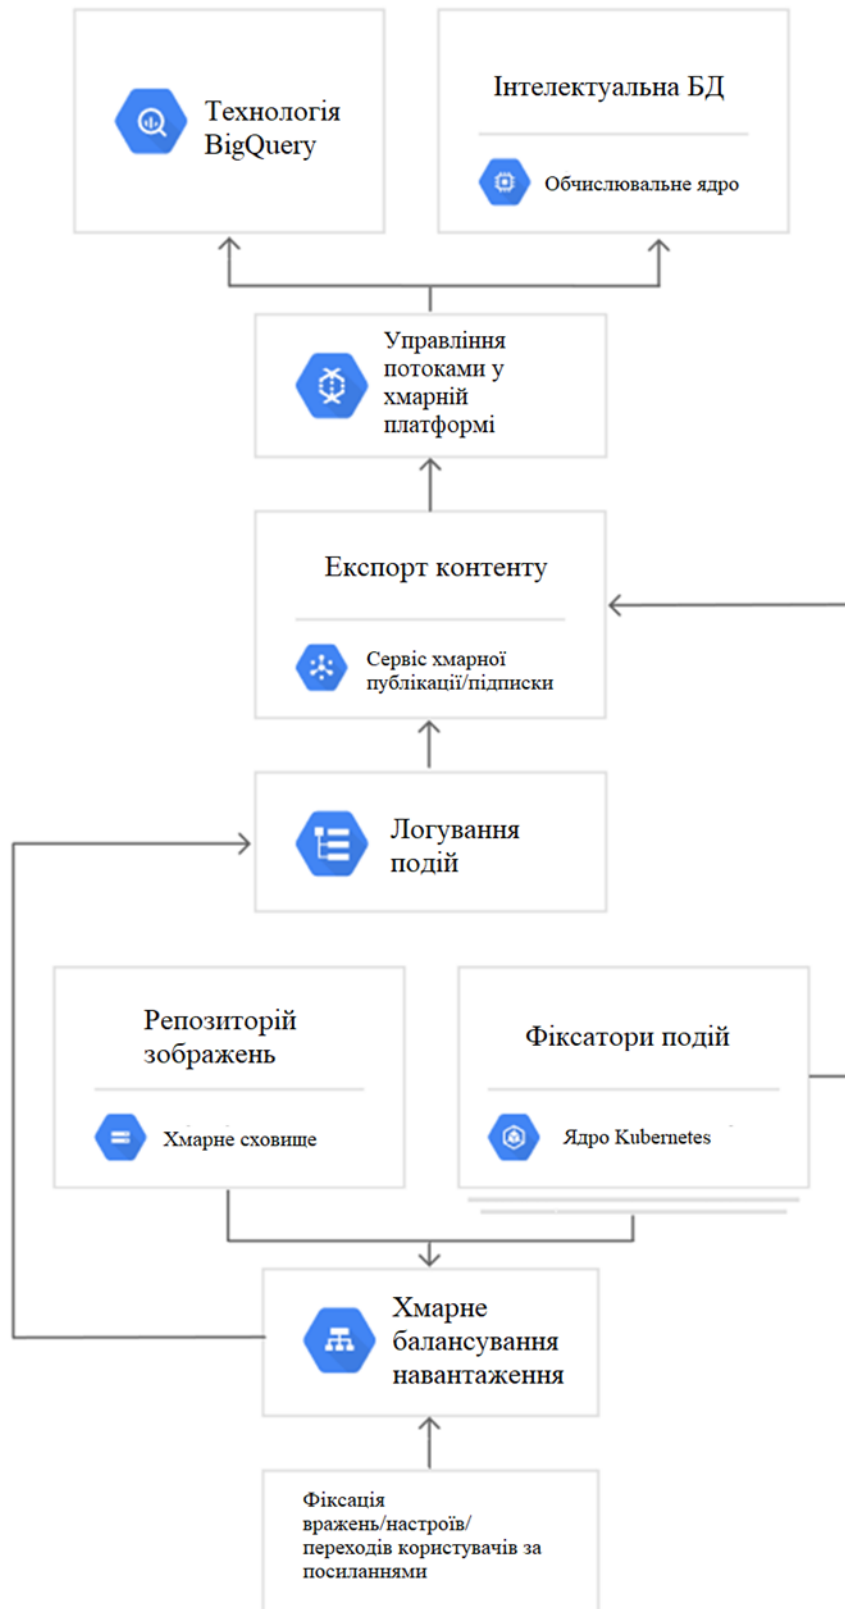 Технологія
BigQuery
Інтелектуальна БД
Обчислювальне ядро
Управління
потоками у
хмарній
платформі
Експорт контенту
Сервіс хмарної
публікації/підписки
Логування
подій
Репозиторій
зображень
Хмарне сховище
Фіксатори подій
Ядро Kubernetes
Хмарне
балансування
навантаження
Фіксація
вражень/настроїв/
переходів користувачів за
посиланнями